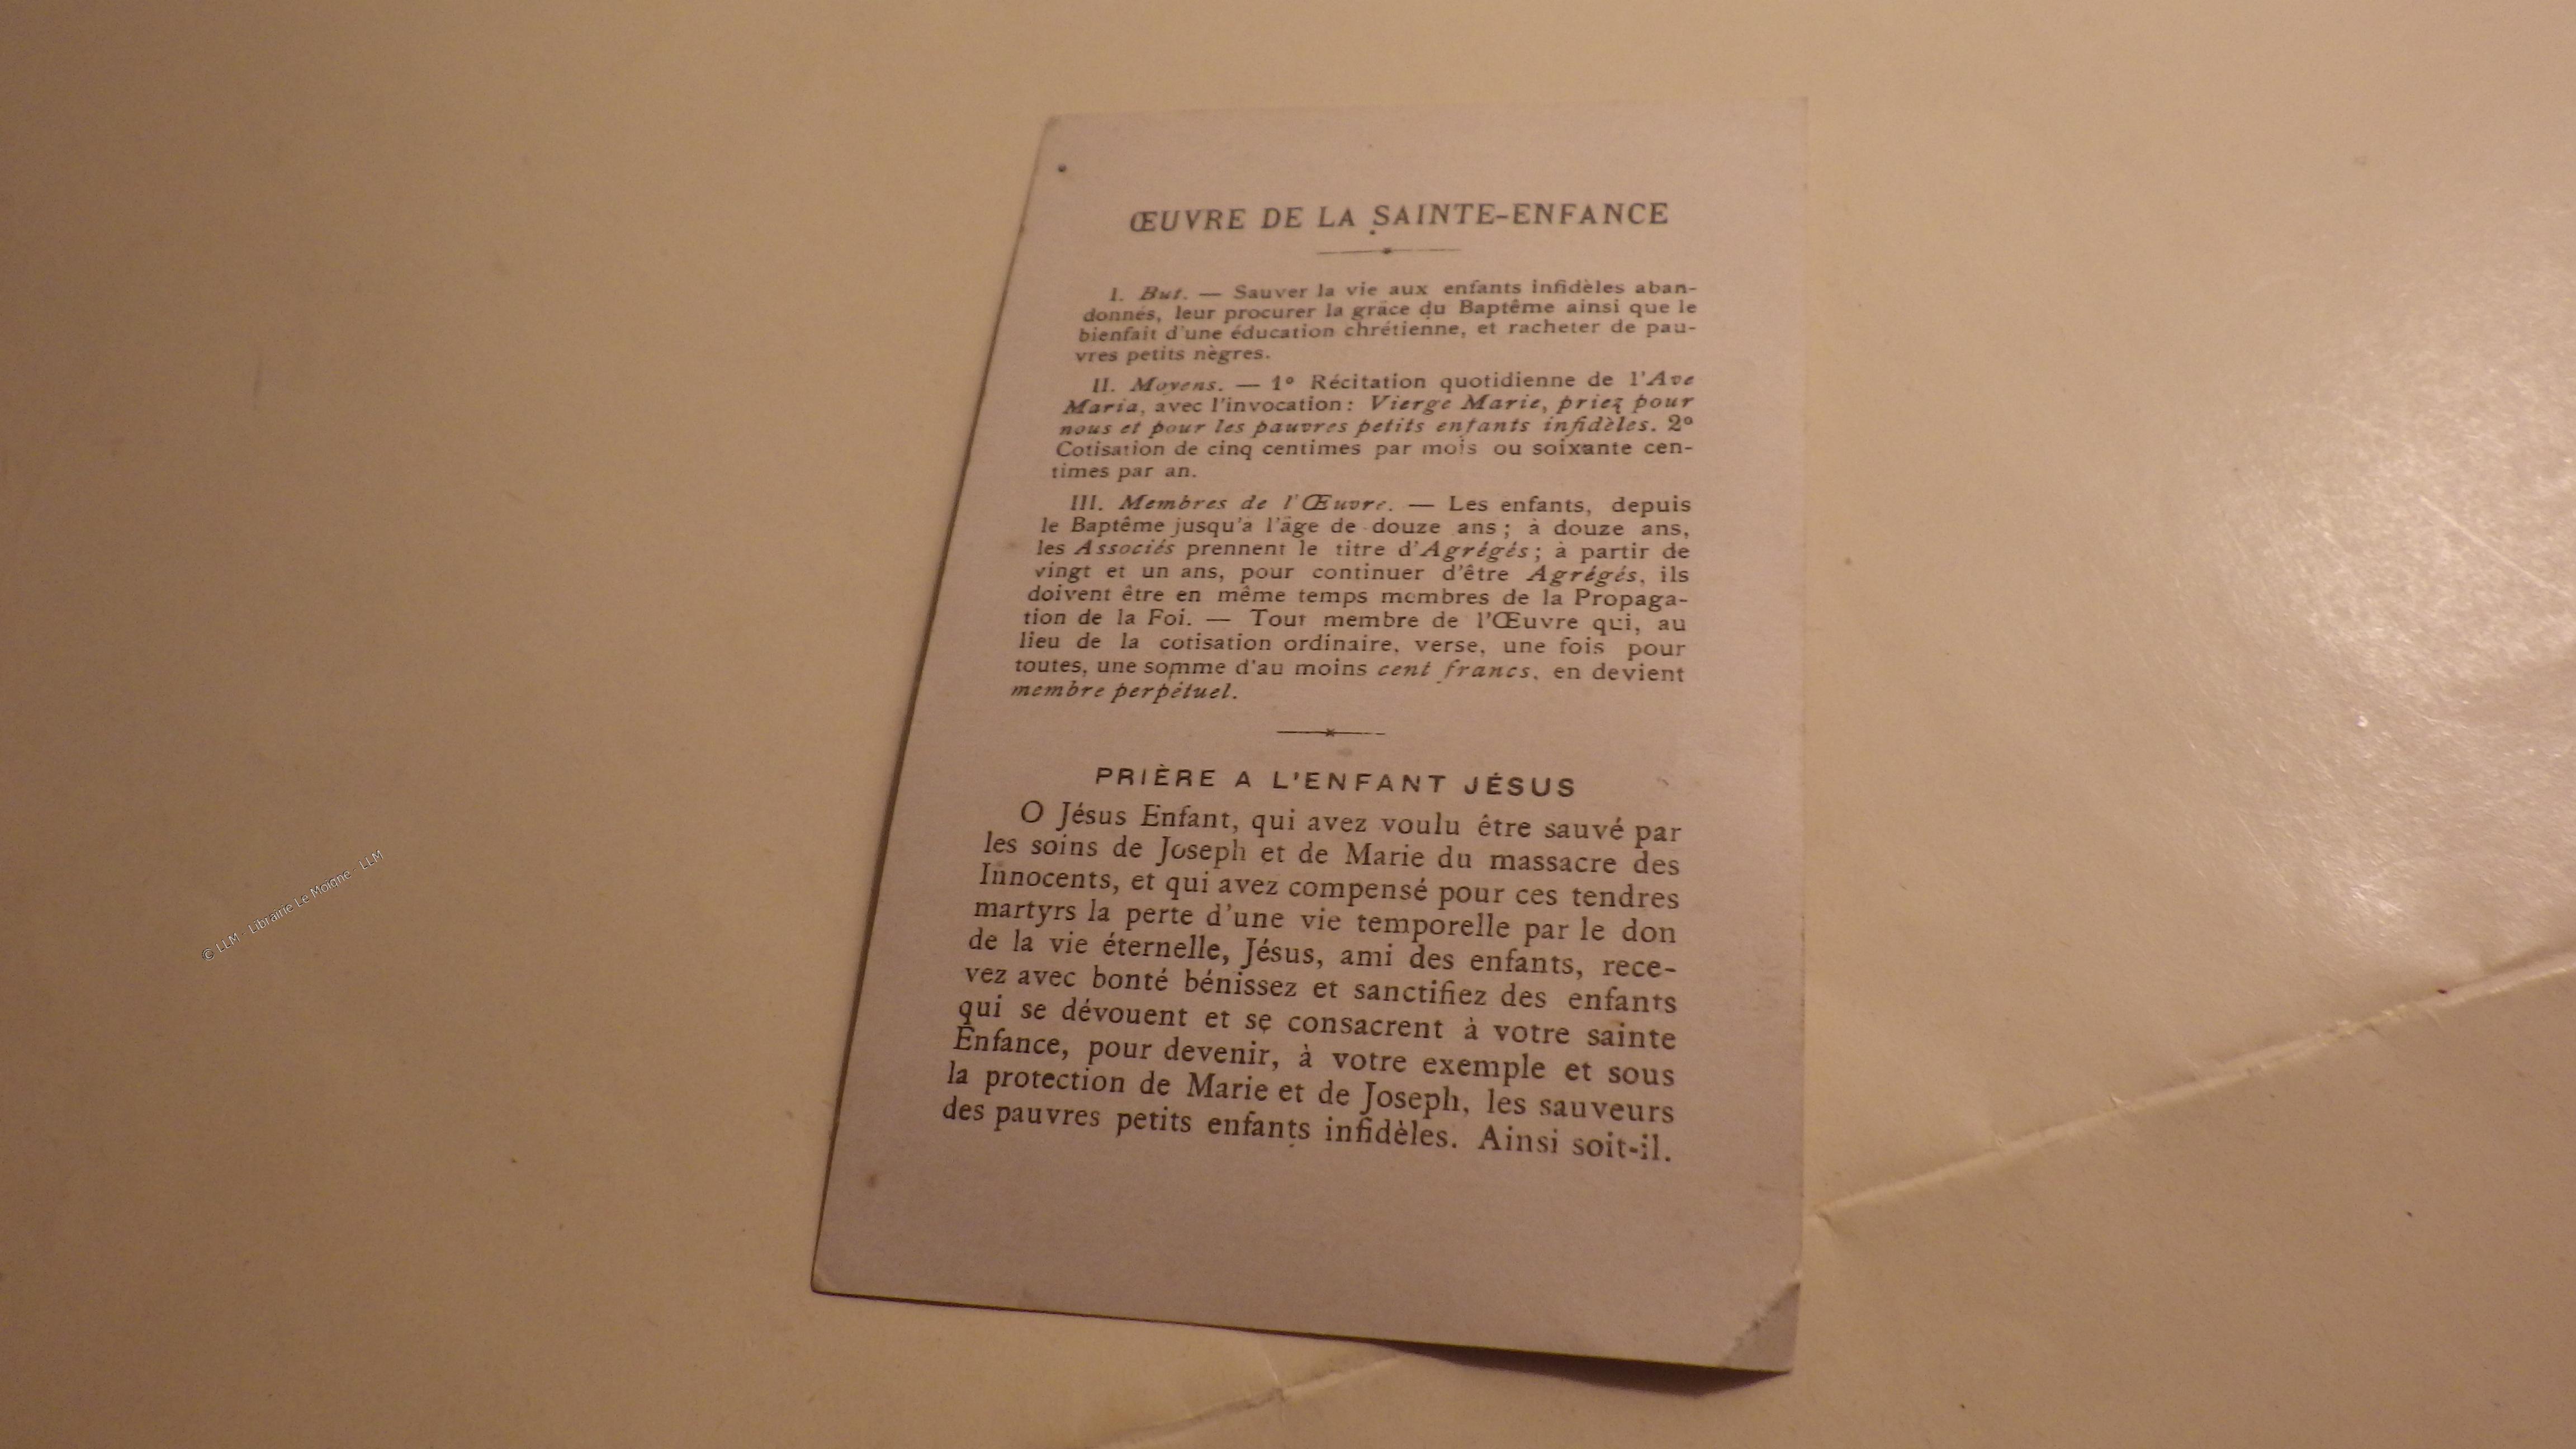 ŒUVRE DE LA SAINTE-ENFANCE
I. But. — Sauver la vie aux enfants infidèles aban-
donnés, leur procurer la grâce du Baptême ainsi que le
bienfait d'une éducation chrétienne, et racheter de pau-
vres petits nègres.
II. Moyens. — 1° Récitation quotidienne de l'Ave
Maria, avec l'invocation : Vierge Marie, priez pour
nous et pour les pauvres petits enfants infidèles. 2°
Cotisation de cinq centimes par mois ou soixante cen-
times par an.
III. Membres de l'Œuvre. — Les enfants, depuis
le Baptême jusqu'à l'âge de douze ans ; à douze ans,
les Associés prennent le titre d'Agrégés ; à partir de
vingt et un ans, pour continuer d'être Agrégés, ils
doivent être en même temps membres de la Propaga-
tion de la Foi. — Tout membre de l'Œuvre qui, au
lieu de la cotisation ordinaire, verse, une fois pour
toutes, une somme d'au moins cent francs, en devient
membre perpétuel.
PRIÈRE A L'ENFANT JÉSUS
O Jésus Enfant, qui avez voulu être sauvé par
les soins de Joseph et de Marie du massacre des
Innocents, et qui avez compensé pour ces tendres
martyrs la perte d'une vie temporelle par le don
de la vie éternelle, Jésus, ami des enfants, rece-
vez avec bonté bénissez et sanctifiez des enfants
qui se dévouent et se consacrent à votre sainte
Enfance, pour devenir, à votre exemple et sous
la protection de Marie et de Joseph, les sauveurs
des pauvres petits enfants infidèles. Ainsi soit-il.
© LLM - Librairie Le Moigne - LLM